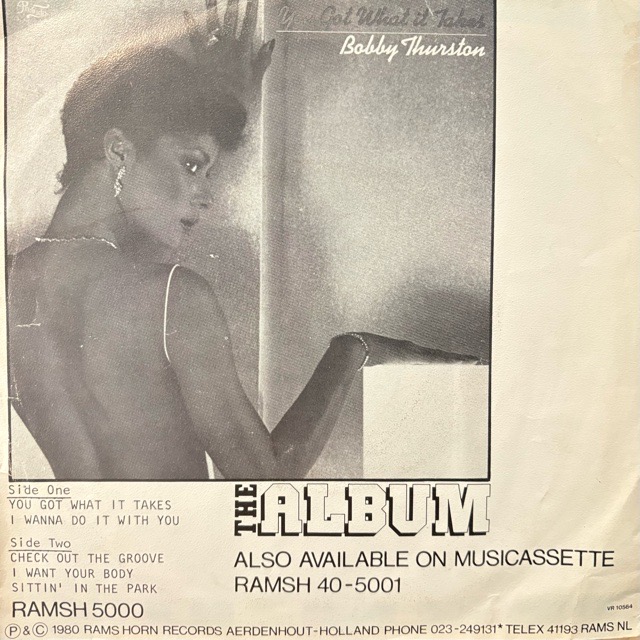 You Got What it Takes
Bobby Thurston
Side One
YOU GOT WHAT IT TAKES
I WANNA DO IT WITH YOU
Side Two
CHECK OUT THE GROOVE
I WANT YOUR BODY
SITTIN' IN THE PARK
RAMSH 5000
THE ALBUM
ALSO AVAILABLE ON MUSICASSETTE
RAMSH 40-5001
VR 10564
Ⓟ & © 1980 RAMS HORN RECORDS AERDENHOUT-HOLLAND PHONE 023-249131* TELEX 41193 RAMS NL